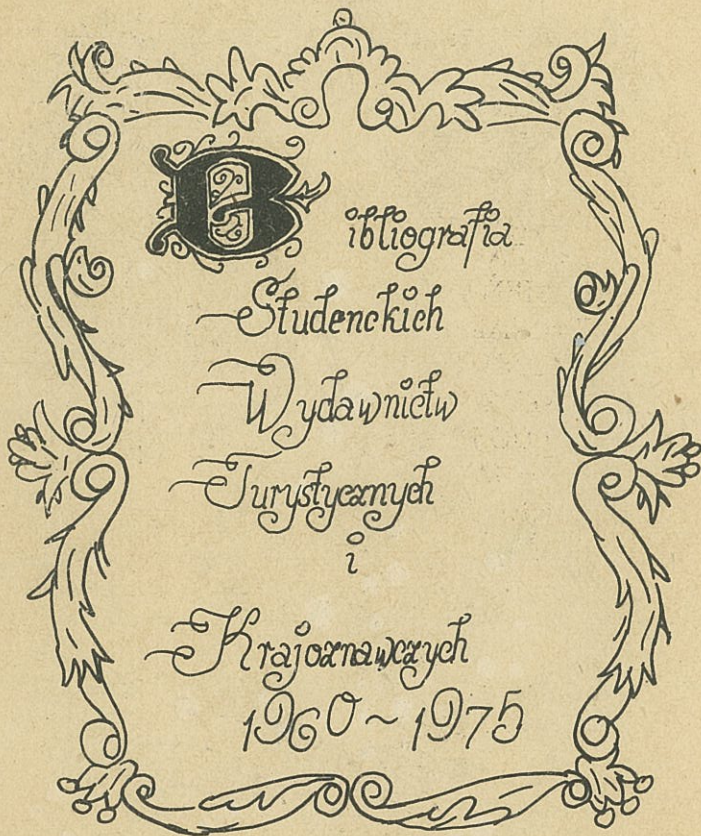 Bibliografia
Studenckich
Wydawnictw
Turystycznych
i
Krajoznawczych
1960~1975